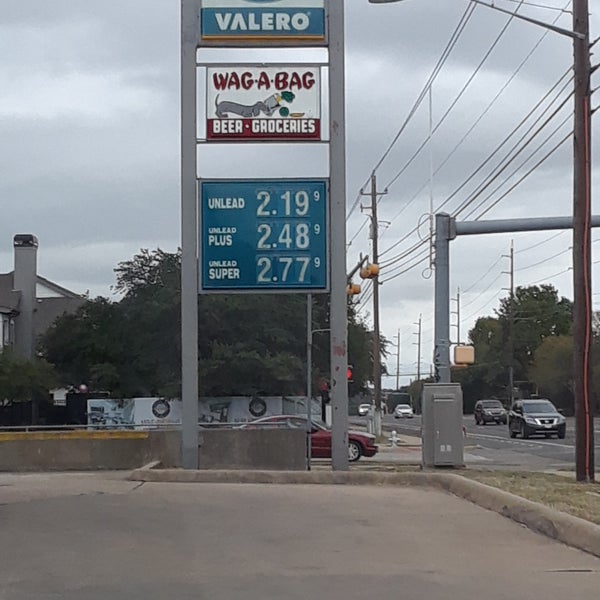 VALERO
WAG·A·BAG
BEER · GROCERIES
UNLEAD 2.19 9
UNLEAD PLUS 2.48 9
UNLEAD SUPER 2.77 9